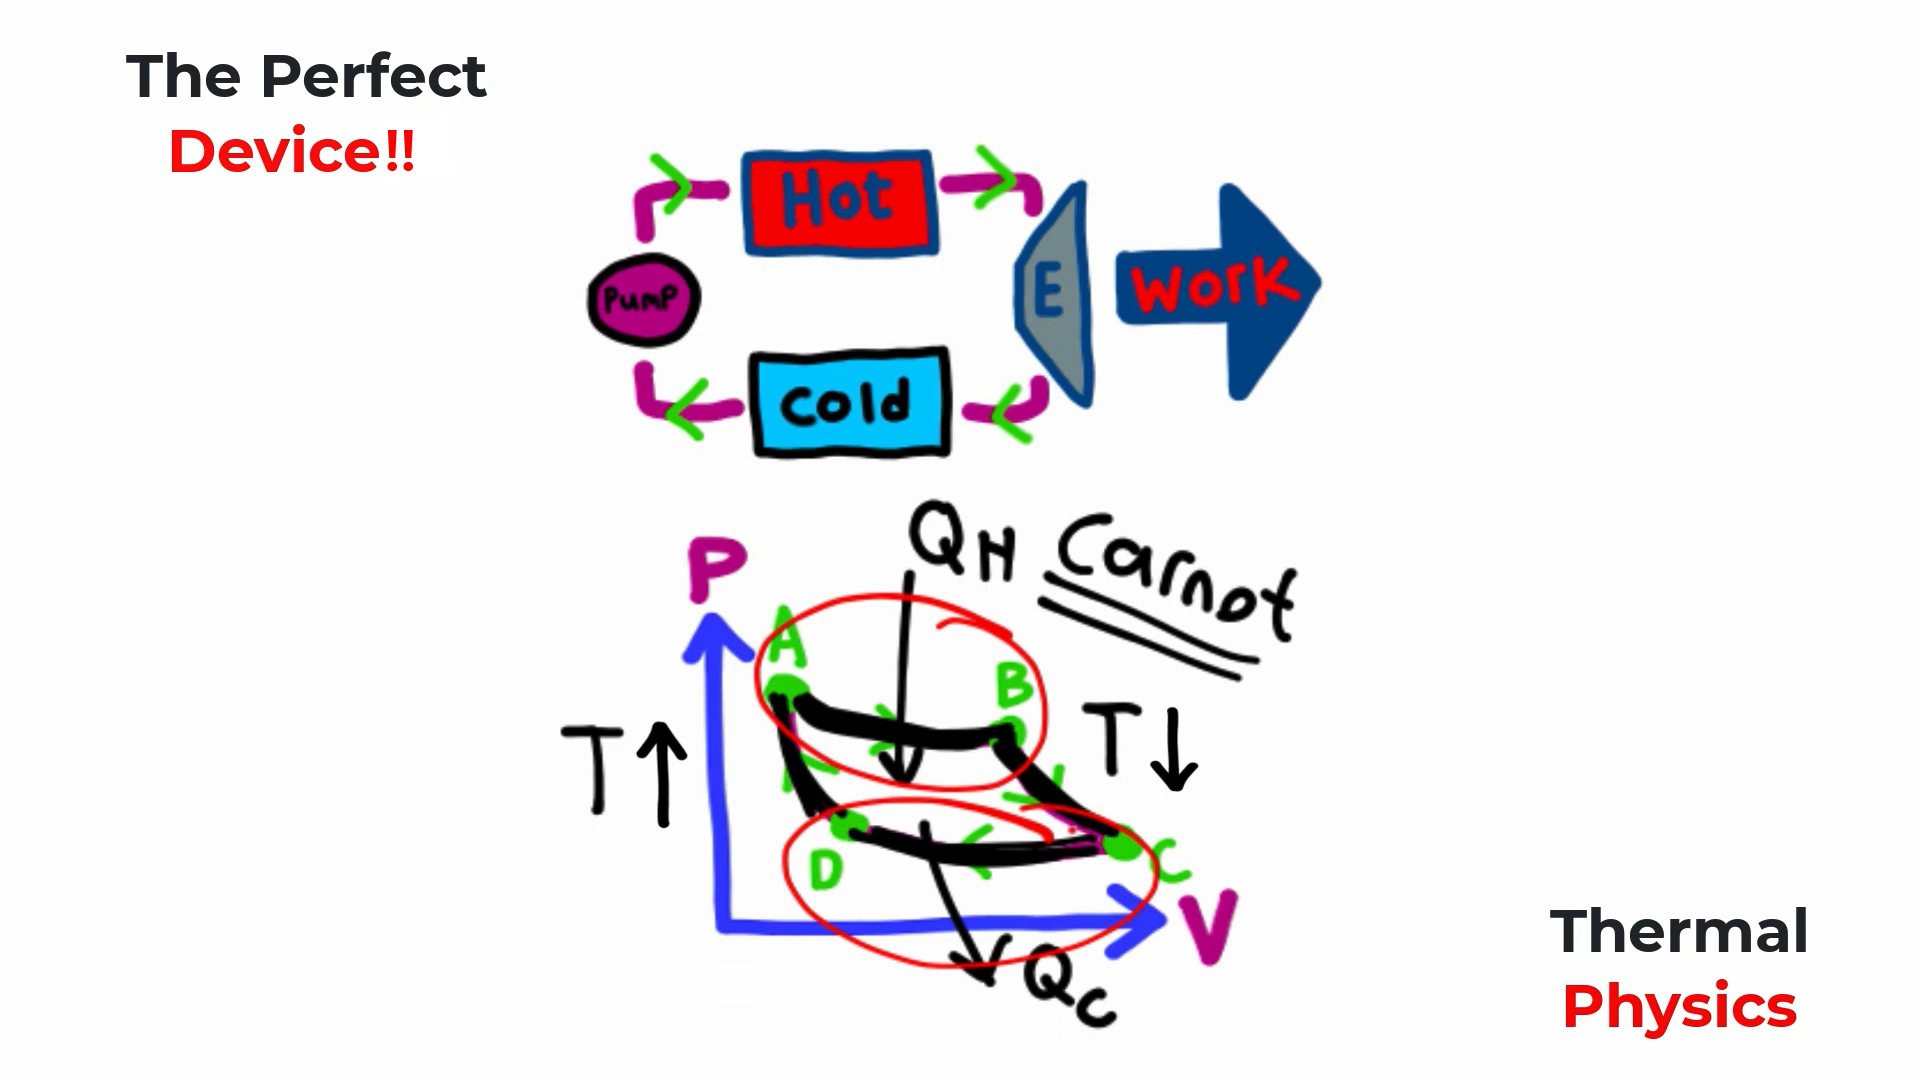 The Perfect
Device!!
Hot
Pump
E
Work
Cold
QH Carnot
P
A
B
T↑
T↓
D
C
V
Qc
Thermal
Physics